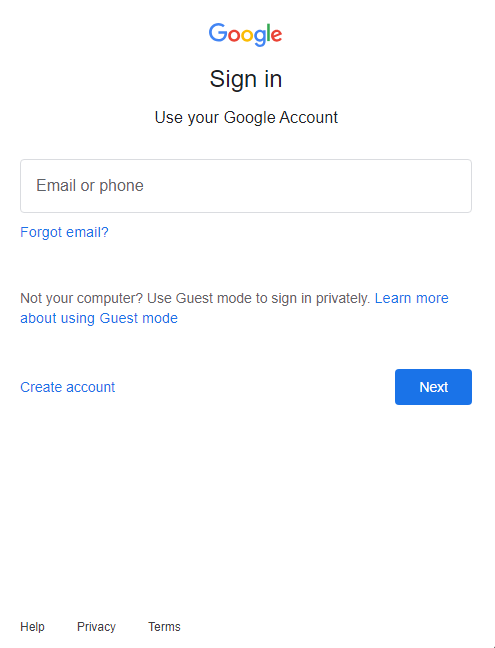 Google
Sign in
Use your Google Account
Email or phone
Forgot email?
Not your computer? Use Guest mode to sign in privately. Learn more
about using Guest mode
Create account
Next
Help
Privacy
Terms